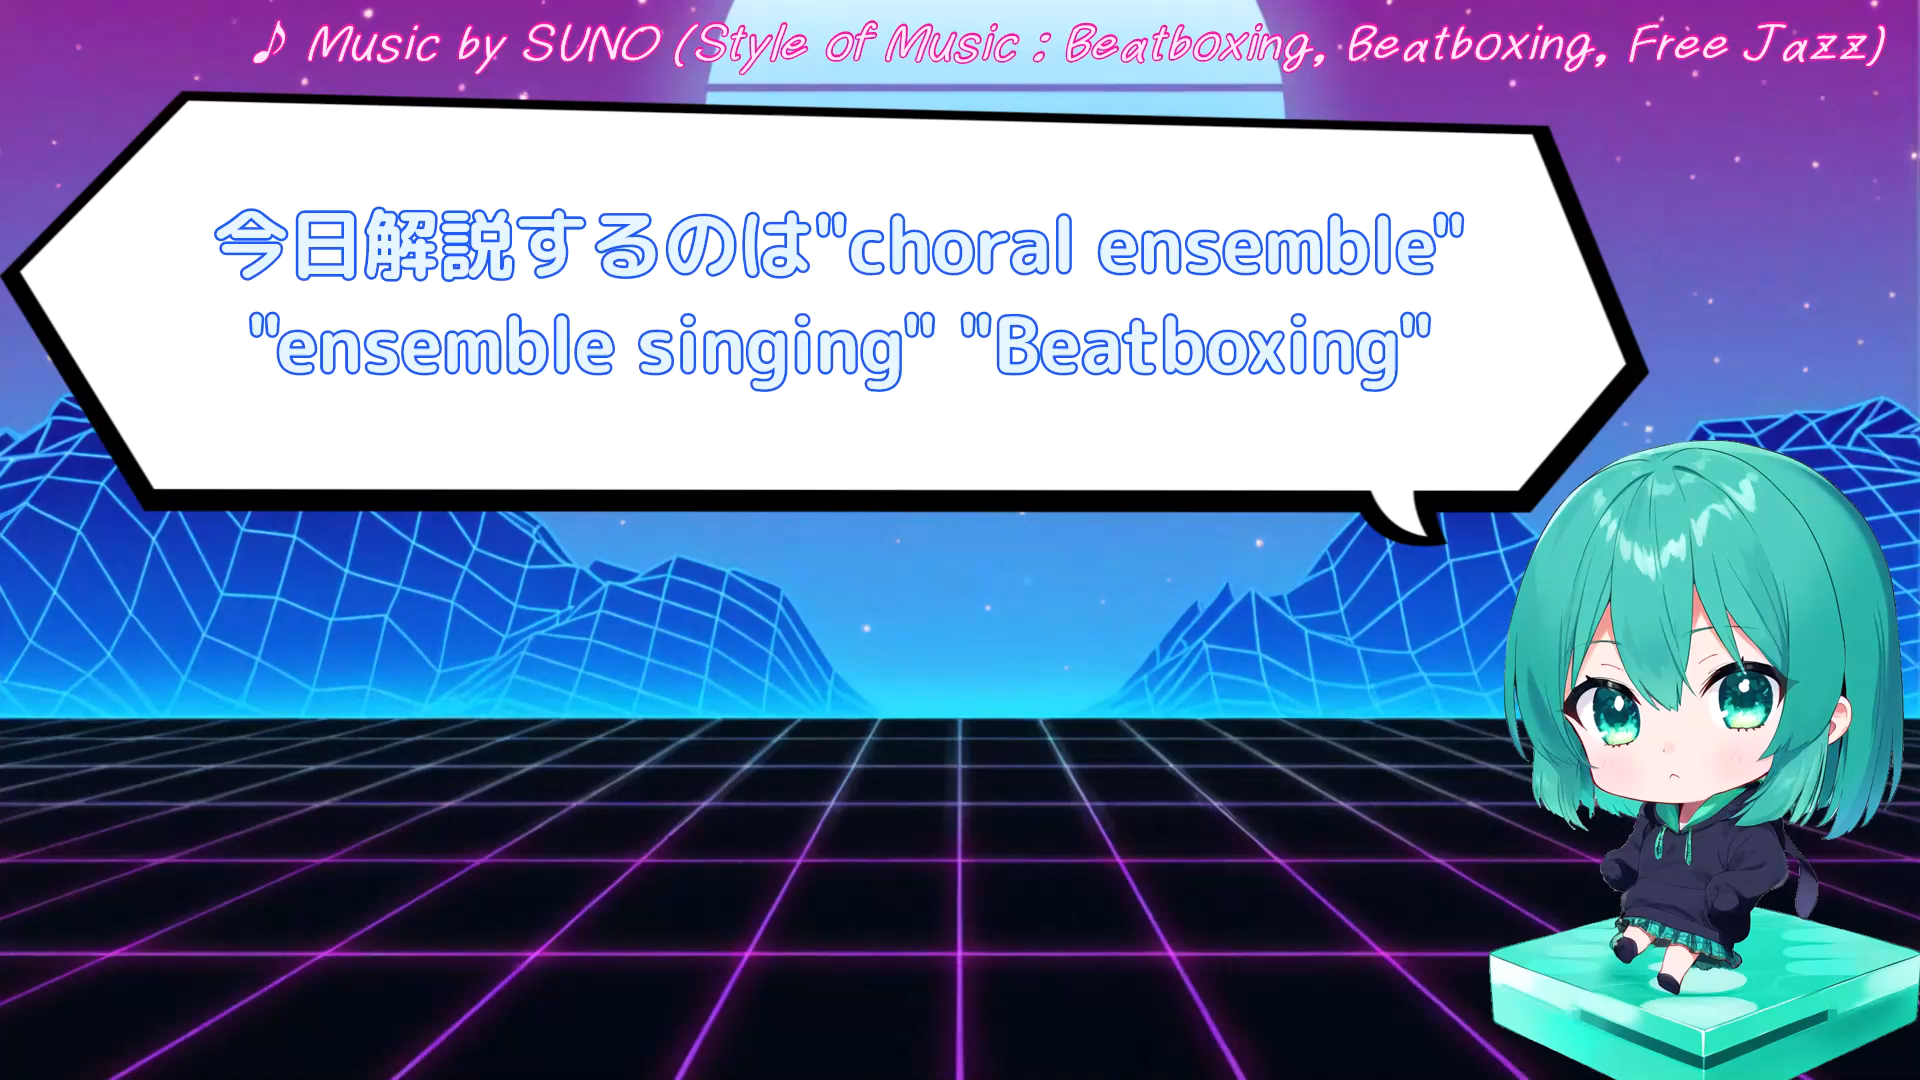 ♪ Music by SUNO (Style of Music : Beatboxing, Beatboxing, Free Jazz)
今日解説するのは"choral ensemble"
"ensemble singing" "Beatboxing"